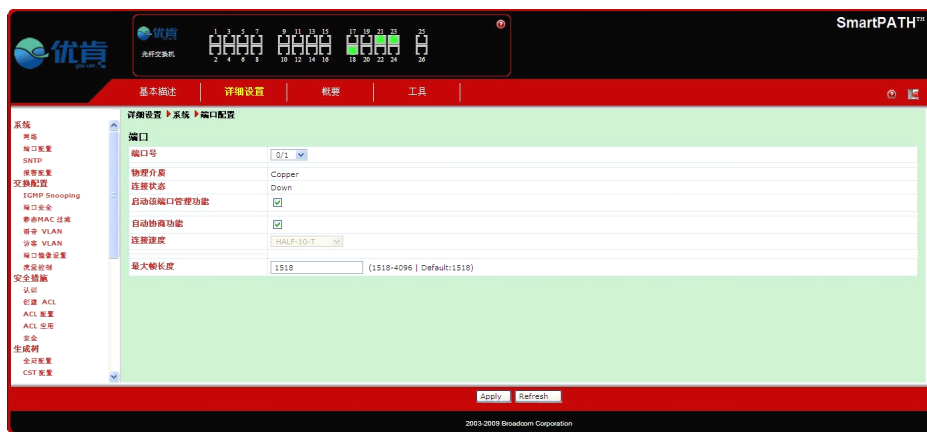 优肯
优肯
光纤交换机
1 3 5 7 9 11 13 15 17 19 21 23 25
2 4 6 8 10 12 14 16 18 20 22 24 26
SmartPATH™
基本描述 详细设置 概要 工具
详细设置 系统 端口配置
系统
网络
端口配置
SNTP
报警配置
交换配置
IGMP Snooping
端口安全
静态MAC 过滤
语音 VLAN
访客 VLAN
端口镜像设置
流量控制
安全措施
认证
创建 ACL
ACL 配置
ACL 应用
安全
生成树
全局配置
CST 配置
端口
端口号 0/1
物理介质 Copper
连接状态 Down
启动该端口管理功能
自动协商功能
连接速度 HALF-10-T
最大帧长度 1518 (1518-4096 | Default:1518)
Apply Refresh
2003-2009 Broadcom Corporation